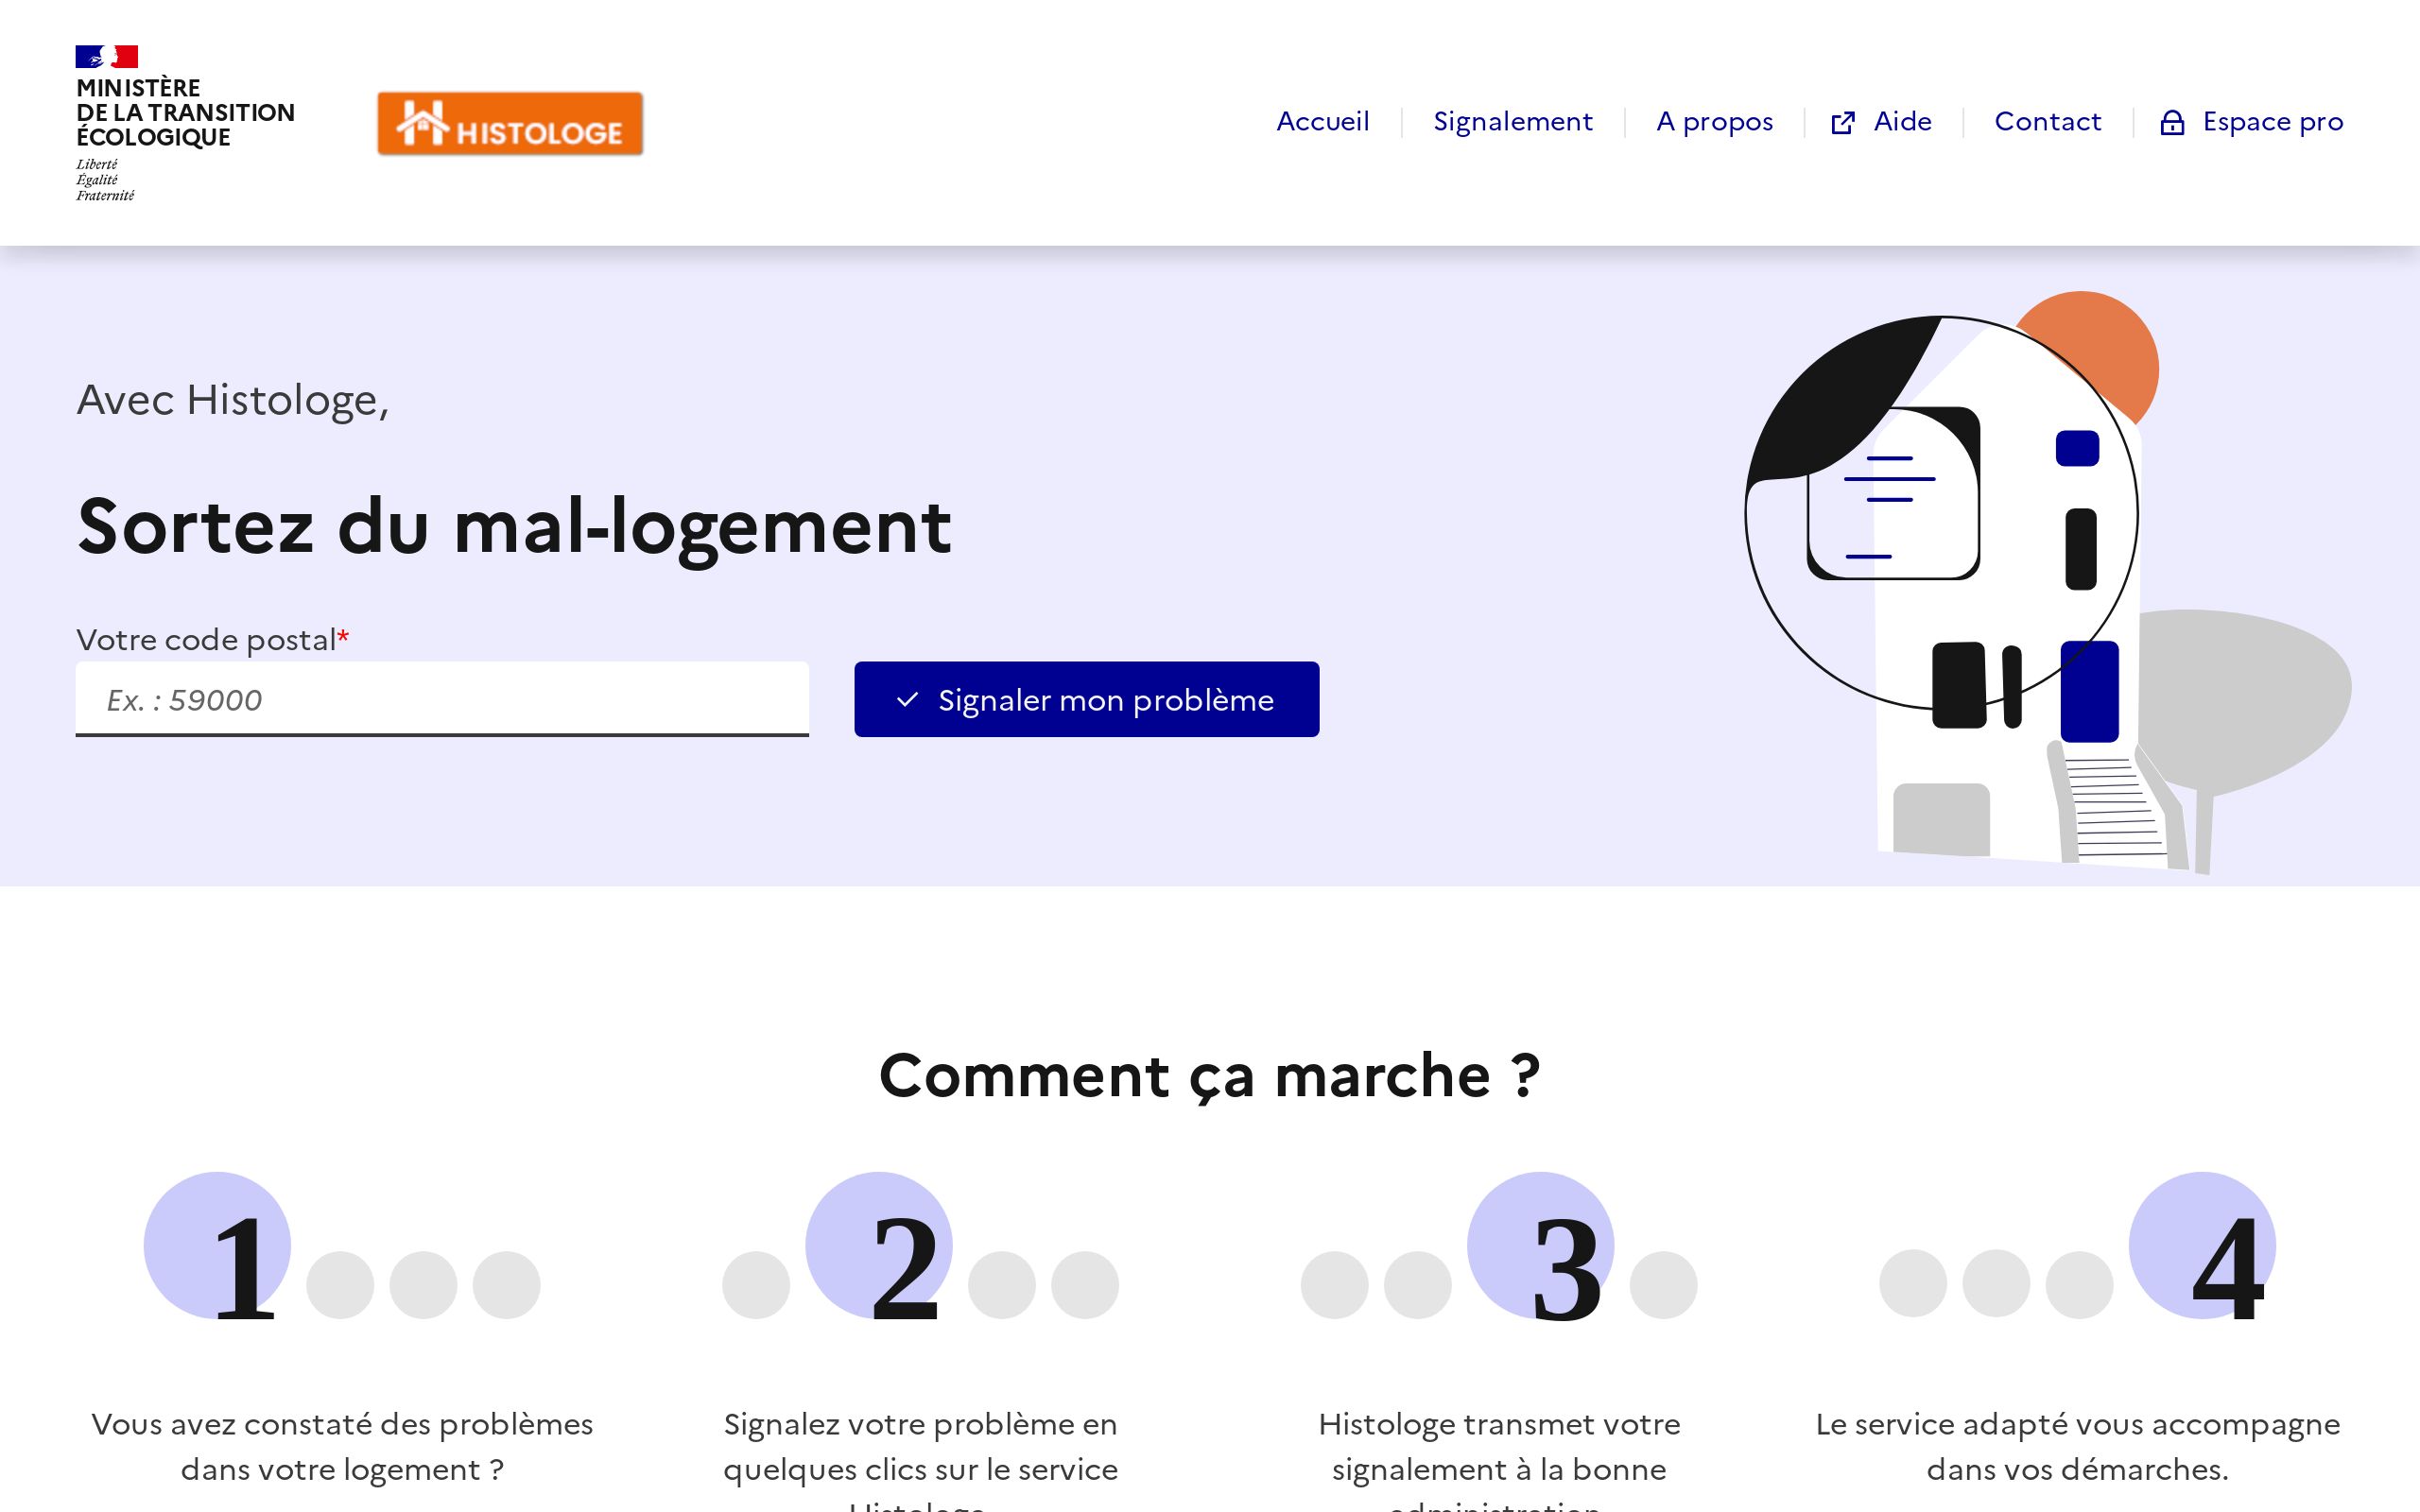 MINISTÈRE
DE LA TRANSITION
ÉCOLOGIQUE
Liberté
Égalité
Fraternité
HISTOLOGE
Accueil
Signalement
A propos
Aide
Contact
Espace pro
Avec Histologe,
Sortez du mal-logement
Votre code postal*
Ex. : 59000
Signaler mon problème
Comment ça marche ?
1
2
3
4
Vous avez constaté des problèmes
dans votre logement ?
Signalez votre problème en
quelques clics sur le service
Histologe
Histologe transmet votre
signalement à la bonne
administration
Le service adapté vous accompagne
dans vos démarches.